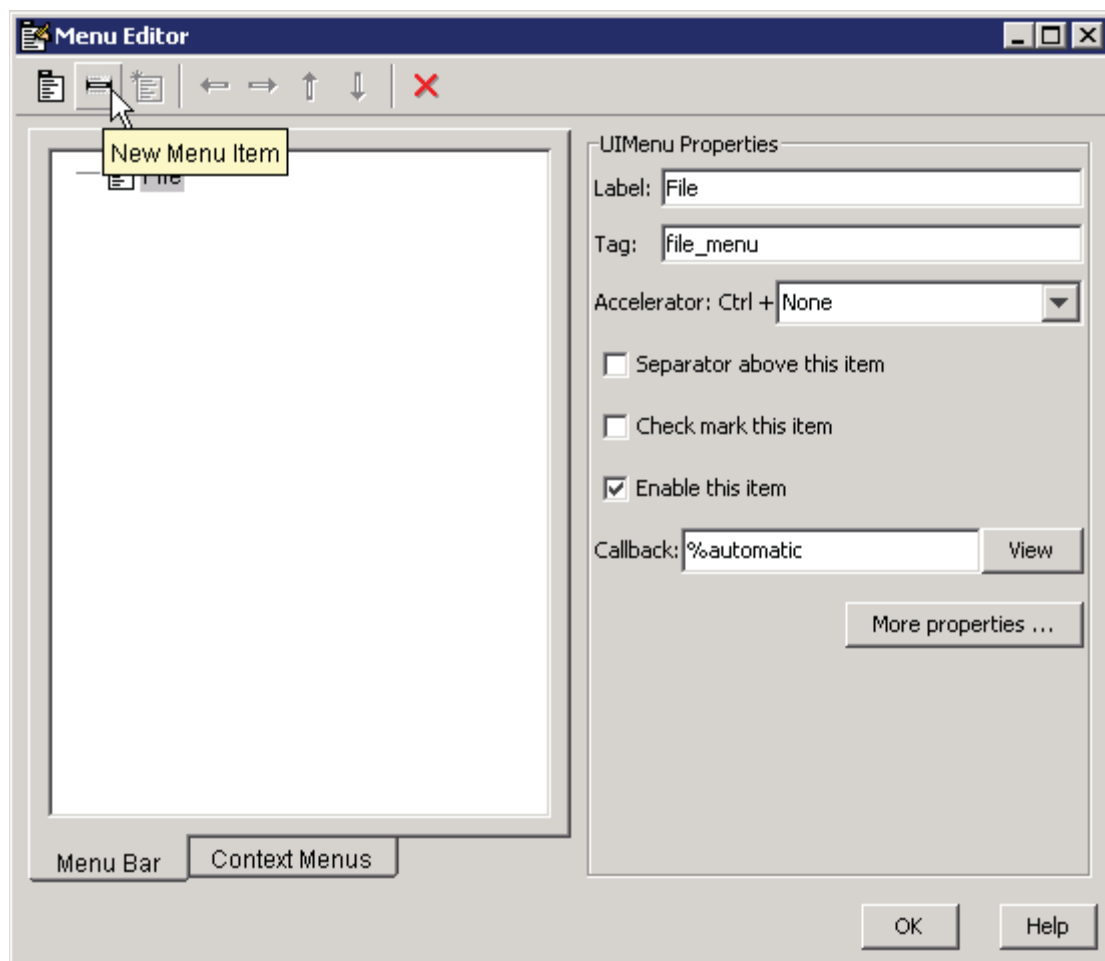 Menu Editor
New Menu Item
File
UIMenu Properties
Label: File
Tag: file_menu
Accelerator: Ctrl + None
Separator above this item
Check mark this item
Enable this item
Callback: %automatic View
More properties ...
Menu Bar Context Menus
OK Help